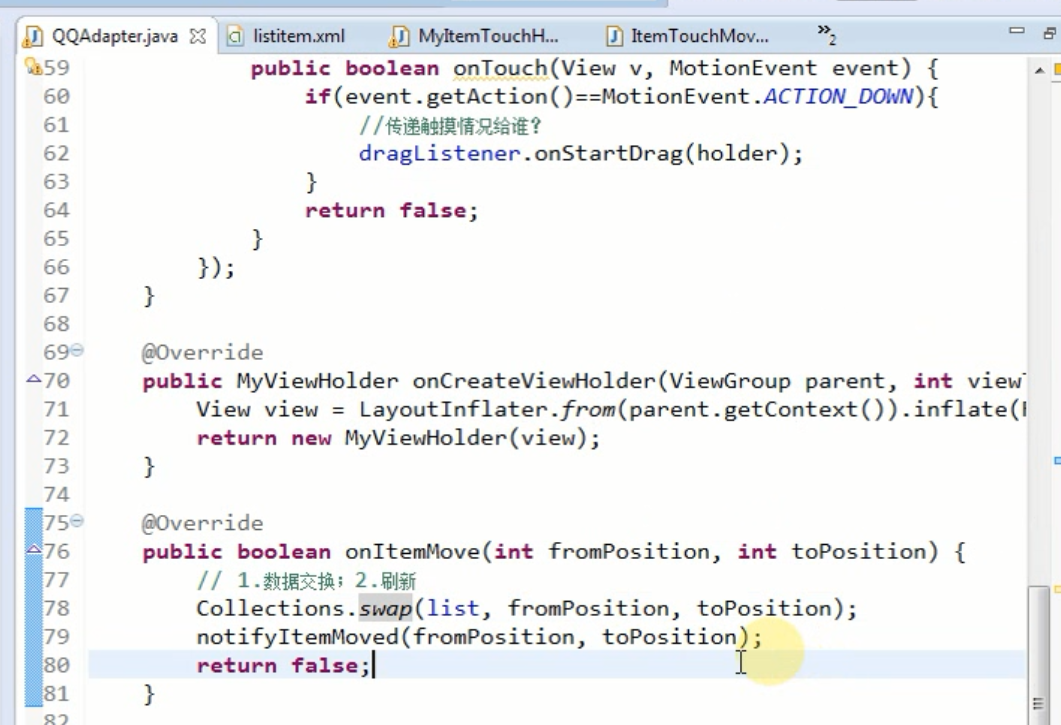 QQAdapter.java listitem.xml MyItemTouchH... ItemTouchMov... »2
59 public boolean onTouch(View v, MotionEvent event) {
60 if(event.getAction()==MotionEvent.ACTION_DOWN){
61 //传递触摸情况给谁？
62 dragListener.onStartDrag(holder);
63 }
64 return false;
65 }
66 });
67 }
68
69 @Override
70 public MyViewHolder onCreateViewHolder(ViewGroup parent, int view
71 View view = LayoutInflater.from(parent.getContext()).inflate(
72 return new MyViewHolder(view);
73 }
74
75 @Override
76 public boolean onItemMove(int fromPosition, int toPosition) {
77 // 1.数据交换；2.刷新
78 Collections.swap(list, fromPosition, toPosition);
79 notifyItemMoved(fromPosition, toPosition);
80 return false;
81 }
82